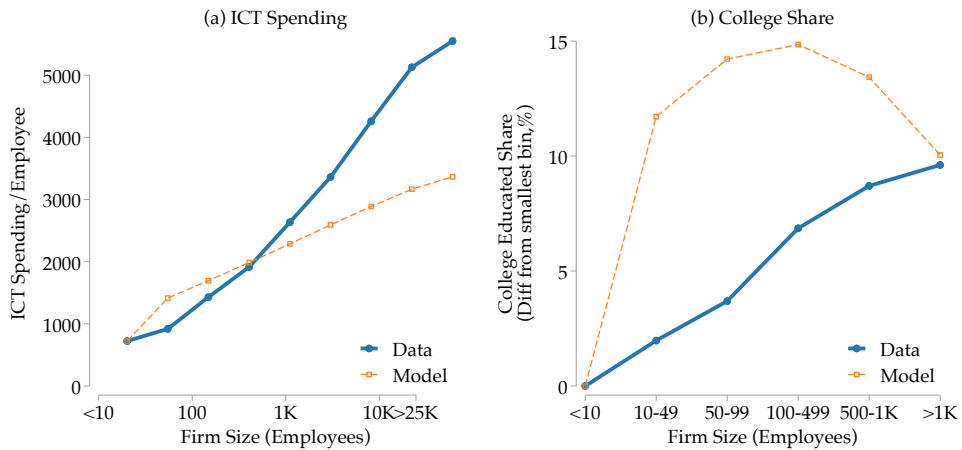 (a) ICT Spending
ICT Spending/Employee
5000
4000
3000
2000
1000
0
<10
100
1K
10K
>25K
Firm Size (Employees)
Data
Model
(b) College Share
College Educated Share
(Diff from smallest bin,%)
15
10
5
0
<10
10-49
50-99
100-499
500-1K
>1K
Firm Size (Employees)
Data
Model